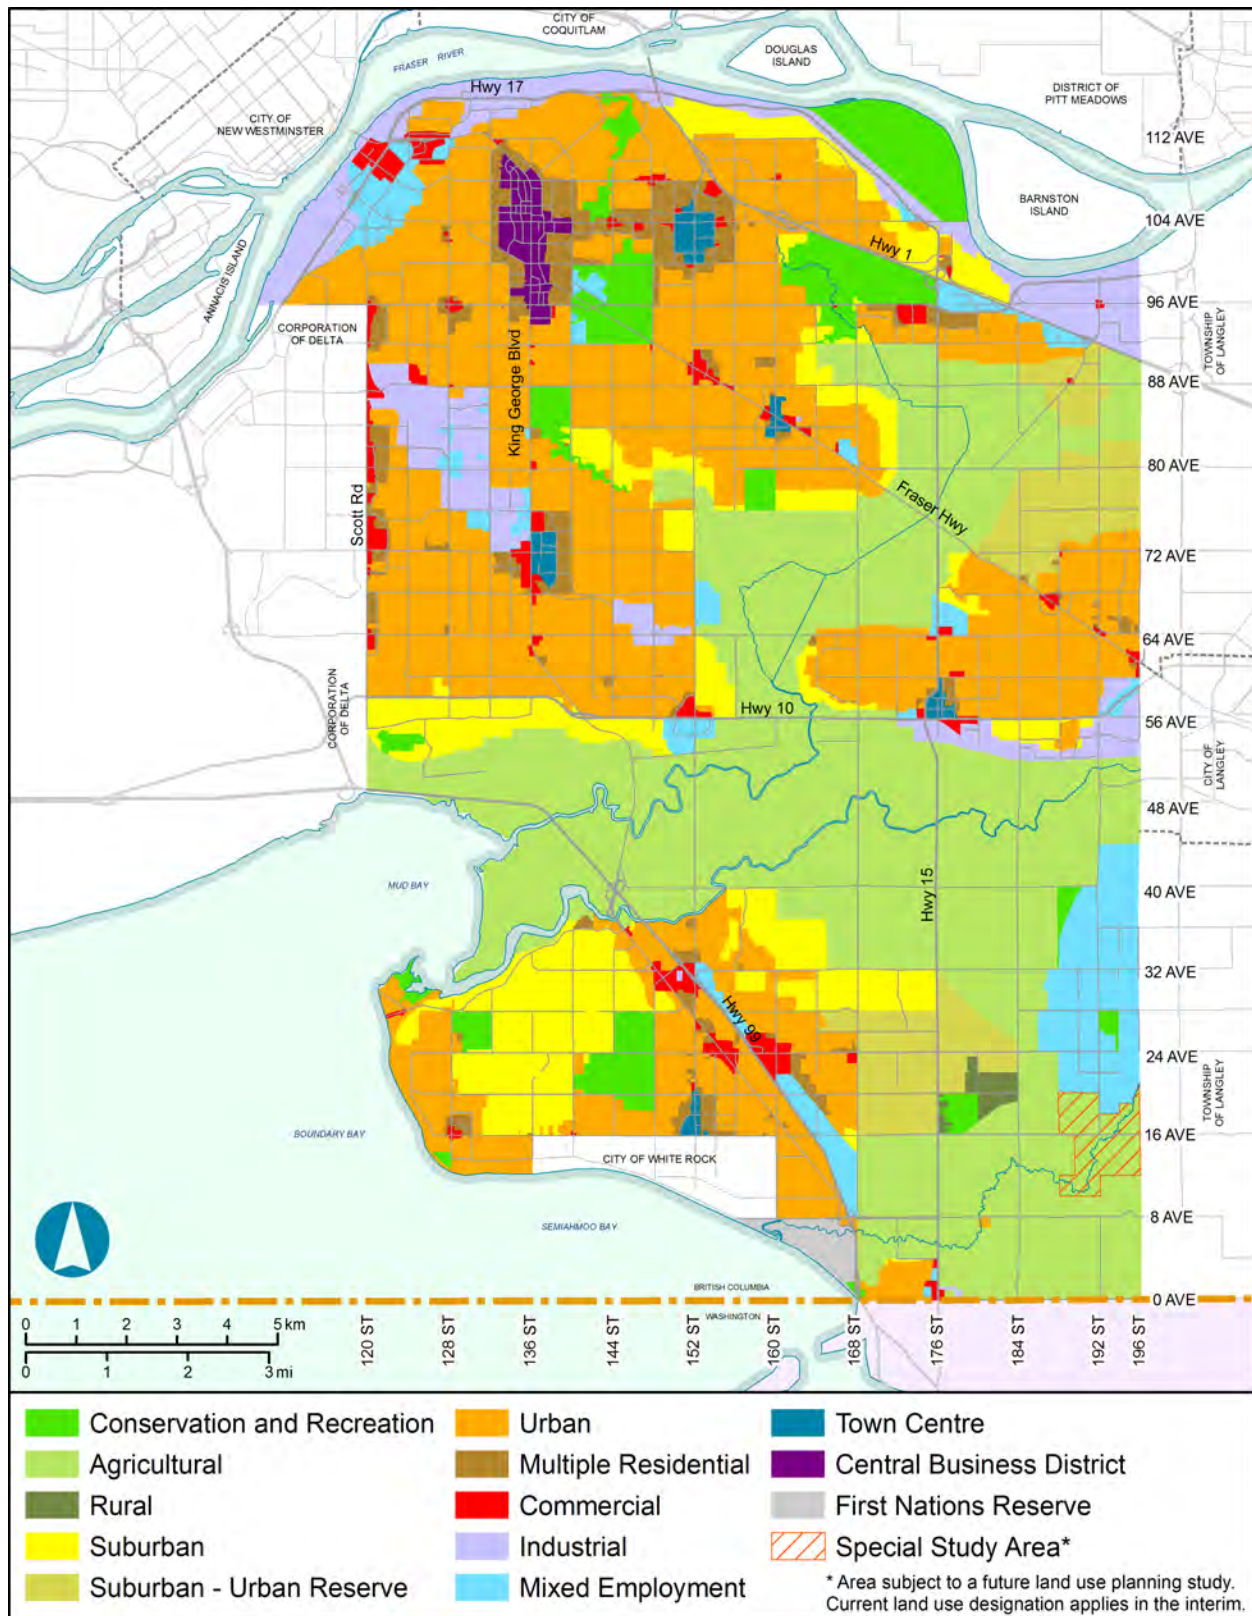 CITY OF
COQUITLAM
FRASER RIVER
DOUGLAS
ISLAND
Hwy 17
DISTRICT OF
PITT MEADOWS
CITY OF
NEW WESTMINSTER
112 AVE
BARNSTON
ISLAND
104 AVE
Hwy 1
ANNACIS ISLAND
96 AVE
CORPORATION
OF DELTA
TOWNSHIP
OF LANGLEY
King George Blvd
88 AVE
80 AVE
Scott Rd
Fraser Hwy
72 AVE
64 AVE
CORPORATION
OF DELTA
Hwy 10
56 AVE
CITY OF
LANGLEY
48 AVE
MUD BAY
Hwy 15
40 AVE
32 AVE
Hwy 99
24 AVE
TOWNSHIP
OF LANGLEY
BOUNDARY BAY
16 AVE
CITY OF WHITE ROCK
SEMIAHMOO BAY
8 AVE
BRITISH COLUMBIA
0 AVE
WASHINGTON
0 1 2 3 4 5 km
0 1 2 3 mi
120 ST
128 ST
136 ST
144 ST
152 ST
160 ST
168 ST
176 ST
184 ST
192 ST
196 ST
Conservation and Recreation
Agricultural
Rural
Suburban
Suburban - Urban Reserve
Urban
Multiple Residential
Commercial
Industrial
Mixed Employment
Town Centre
Central Business District
First Nations Reserve
Special Study Area*
* Area subject to a future land use planning study.
Current land use designation applies in the interim.